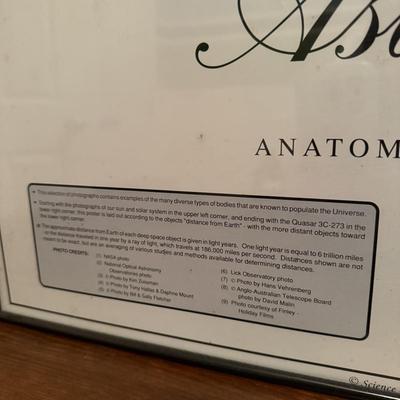 As
ANATOM
This selection of photographs contains examples of the many diverse types of bodies that are known to populate the Universe.
Starting with the photographs of our sun and solar system in the upper left corner, and ending with the Quasar 3C-273 in the
lower right corner, this poster is laid out according to the objects "distance from Earth" - with the more distant objects toward
the lower right corner.
The approximate distance from Earth of each deep space object is given in light years. One light year is equal to 6 trillion miles
- or the distance travelled in one year by a ray of light, which travels at 186,000 miles per second. Distances shown are not
meant to be exact, but are an averaging of various studies and methods available for determining distances.
PHOTO CREDITS:
(1) NASA photo
(2) National Optical Astronomy
Observatories photo
(3) © Photo by Kim Zussman
(4) © Photo by Tony Hallas & Daphne Mount
(5) © Photo by Bill & Sally Fletcher
(6) Lick Observatory photo
(7) © Photo by Hans Vehrenberg
(8) © Anglo-Australian Telescope Board
photo by David Malin
(9) Photo courtesy of Finley-
Holiday Films
© Science